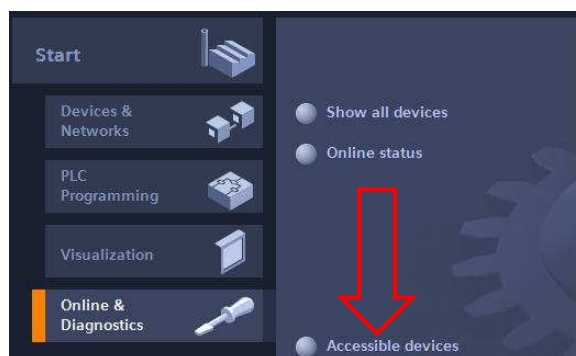 Start
Devices &
Networks
PLC
Programming
Visualization
Online &
Diagnostics
Show all devices
Online status
Accessible devices